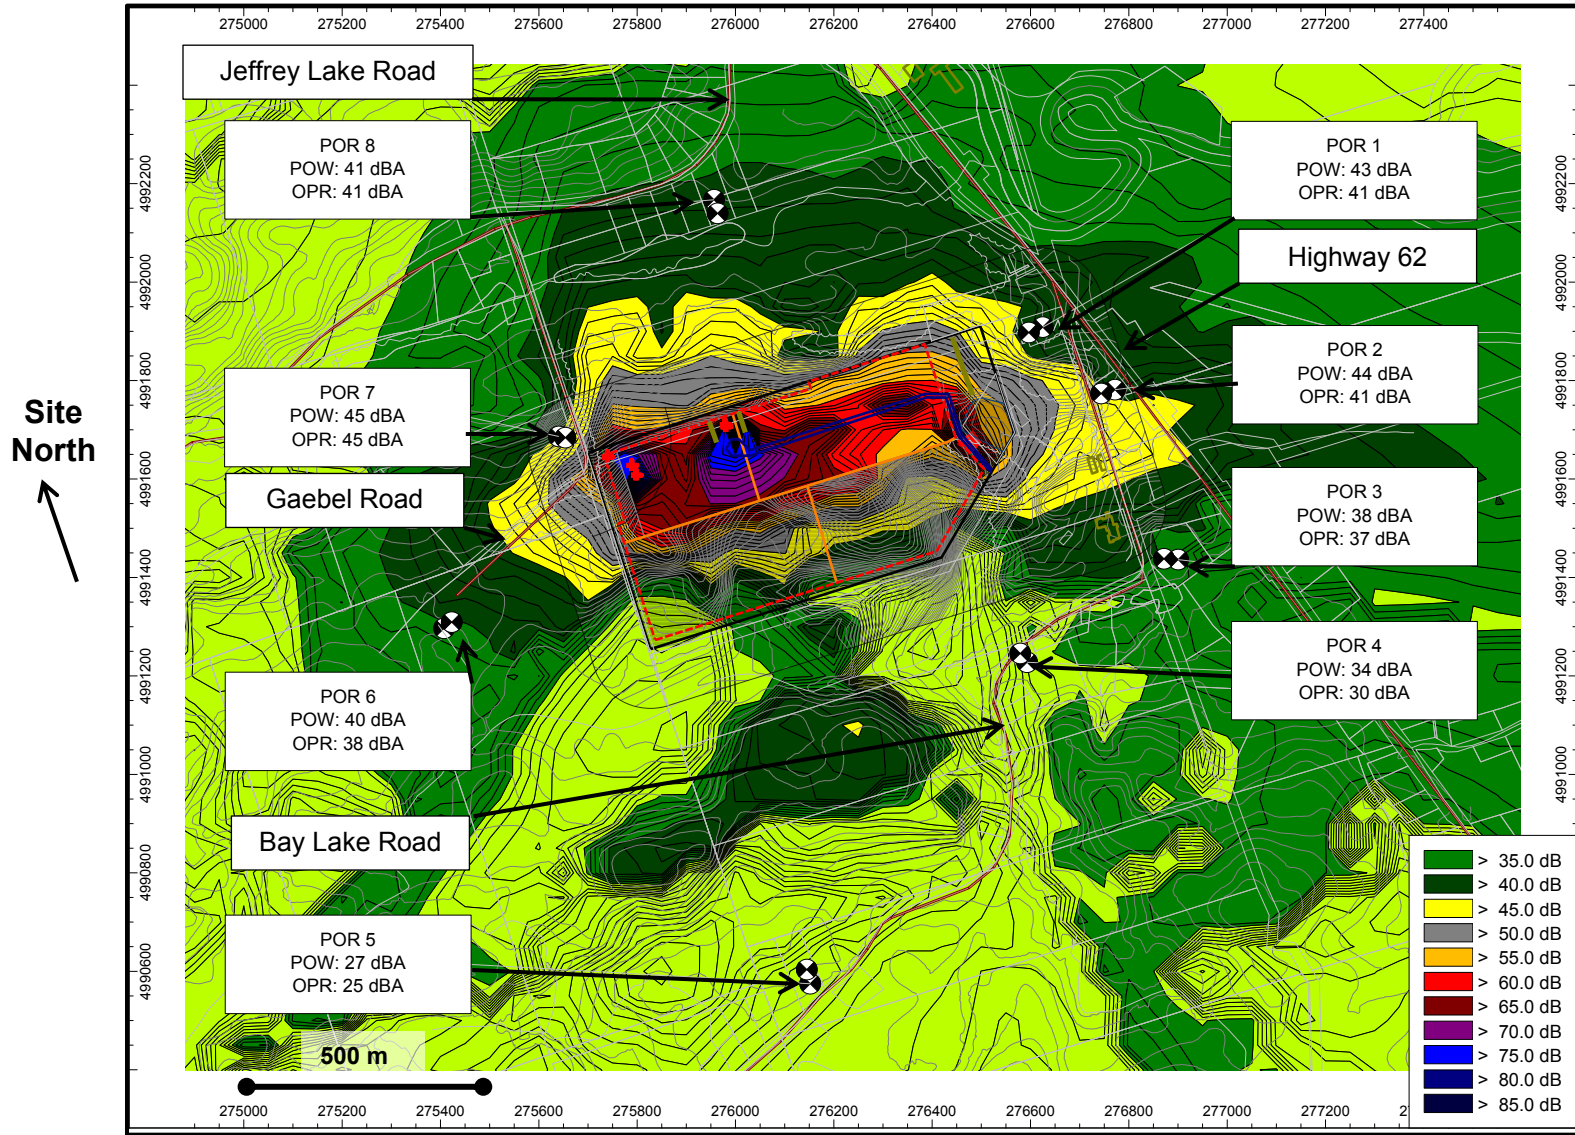 275000 275200 275400 275600 275800 276000 276200 276400 276600 276800 277000 277200 277400
Jeffrey Lake Road
POR 8
POW: 41 dBA
OPR: 41 dBA
POR 1
POW: 43 dBA
OPR: 41 dBA
Highway 62
POR 2
POW: 44 dBA
OPR: 41 dBA
POR 7
POW: 45 dBA
OPR: 45 dBA
Site
North
Gaebel Road
POR 3
POW: 38 dBA
OPR: 37 dBA
POR 4
POW: 34 dBA
OPR: 30 dBA
POR 6
POW: 40 dBA
OPR: 38 dBA
Bay Lake Road
POR 5
POW: 27 dBA
OPR: 25 dBA
500 m
4992200
4992000
4991800
4991600
4991400
4991200
4991000
4990800
4990600
4992200
4992000
4991800
4991600
4991400
4991200
4991000
> 35.0 dB
> 40.0 dB
> 45.0 dB
> 50.0 dB
> 55.0 dB
> 60.0 dB
> 65.0 dB
> 70.0 dB
> 75.0 dB
> 80.0 dB
> 85.0 dB
275000 275200 275400 275600 275800 276000 276200 276400 276600 276800 277000 277200